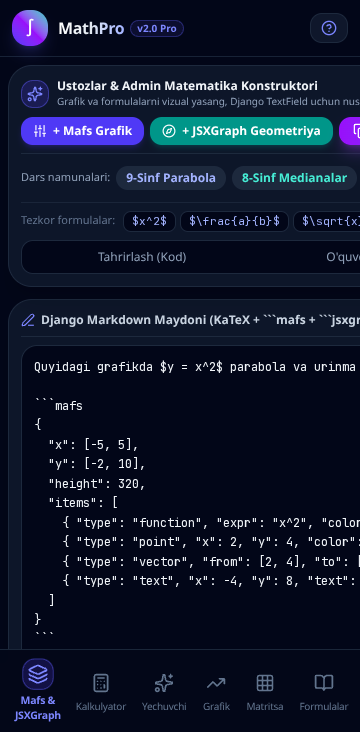 ∫ MathPro v2.0 Pro
Ustozlar & Admin Matematika Konstruktori
Grafik va formulalarni vizual yasang, Django TextField uchun nus
+ Mafs Grafik + JSXGraph Geometriya
Dars namunalari: 9-Sinf Parabola 8-Sinf Medianalar
Tezkor formulalar: $x^2$ $\frac{a}{b}$ $\sqrt{x
Tahrirlash (Kod) O'quv
Django Markdown Maydoni (KaTeX + ```mafs + ```jsxgr
Quyidagi grafikda $y = x^2$ parabola va urinma
```mafs
{
"x": [-5, 5],
"y": [-2, 10],
"height": 320,
"items": [
{ "type": "function", "expr": "x^2", "color
{ "type": "point", "x": 2, "y": 4, "color":
{ "type": "vector", "from": [2, 4], "to": [
{ "type": "text", "x": -4, "y": 8, "text":
]
}
```
Mafs &
JSXGraph
Kalkulyator
Yechuvchi
Grafik
Matritsa
Formulalar